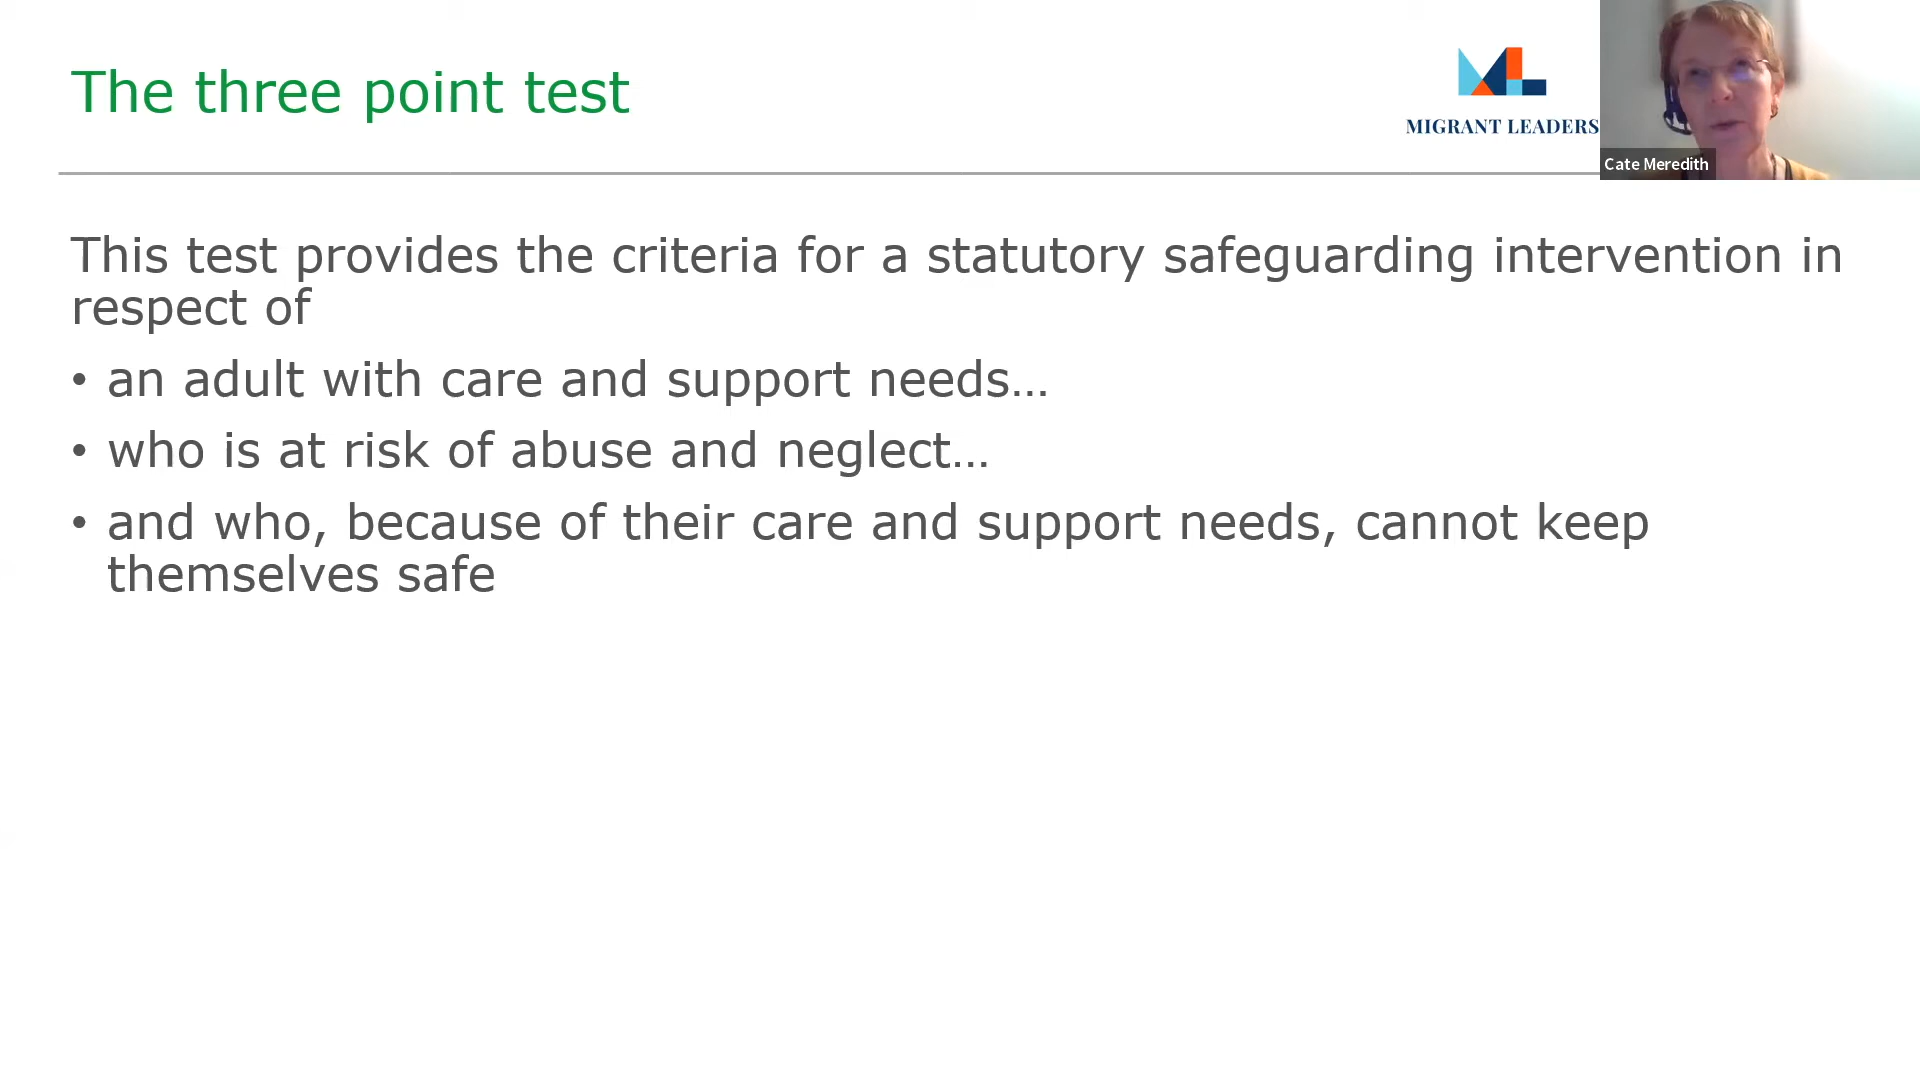 The three point test
MIGRANT LEADERS
Cate Meredith
This test provides the criteria for a statutory safeguarding intervention in
respect of
• an adult with care and support needs…
• who is at risk of abuse and neglect…
• and who, because of their care and support needs, cannot keep
themselves safe